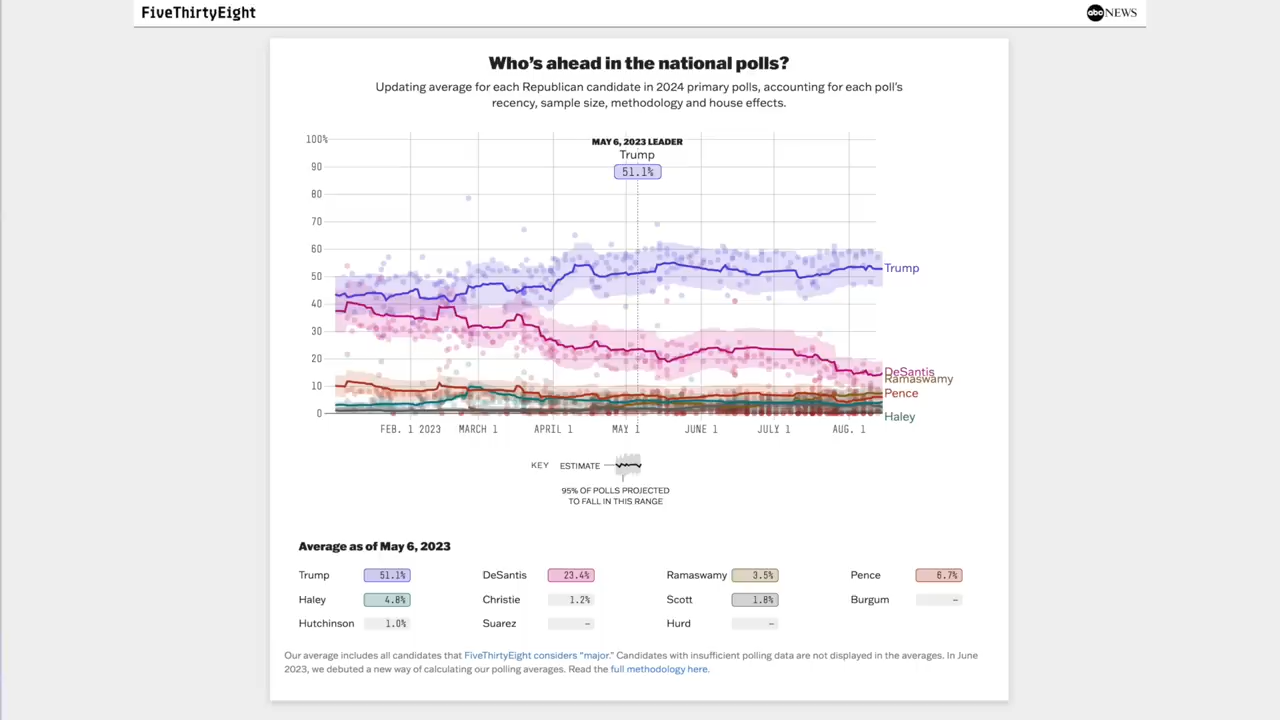 FiveThirtyEight
abc NEWS
Who's ahead in the national polls?
Updating average for each Republican candidate in 2024 primary polls, accounting for each poll's
recency, sample size, methodology and house effects.
100%
90
80
70
60
50
40
30
20
10
0
MAY 6, 2023 LEADER
Trump
51.1%
Trump
DeSantis
Ramaswamy
Pence
Haley
FEB. 1 2023 MARCH 1 APRIL 1 MAY 1 JUNE 1 JULY 1 AUG. 1
KEY ESTIMATE
95% OF POLLS PROJECTED
TO FALL IN THIS RANGE
Average as of May 6, 2023
Trump 51.1% DeSantis 23.4% Ramaswamy 3.5% Pence 6.7%
Haley 4.8% Christie 1.2% Scott 1.8% Burgum –
Hutchinson 1.0% Suarez – Hurd –
Our average includes all candidates that FiveThirtyEight considers "major." Candidates with insufficient polling data are not displayed in the averages. In June
2023, we debuted a new way of calculating our polling averages. Read the full methodology here.